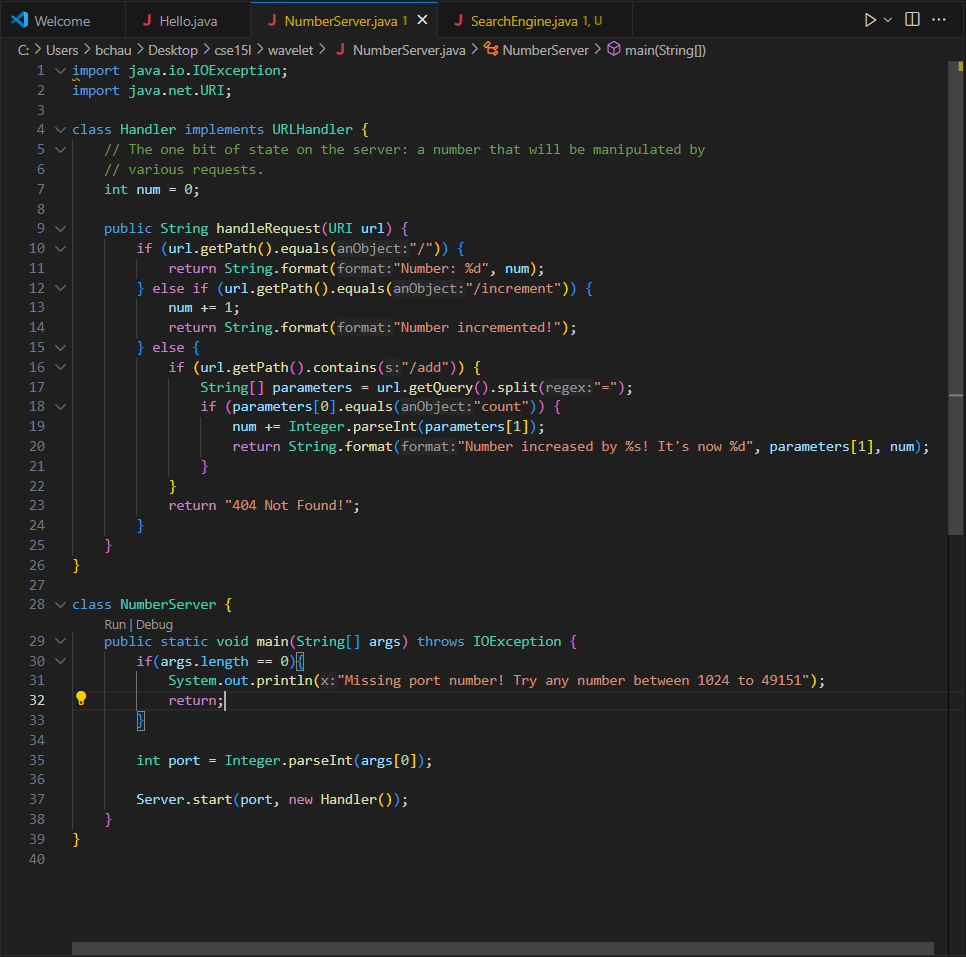 Welcome J Hello.java J NumberServer.java 1 × J SearchEngine.java 1, U
C: > Users > bchau > Desktop > cse15l > wavelet > J NumberServer.java > NumberServer > main(String[])
1 import java.io.IOException;
2 import java.net.URI;
3
4 class Handler implements URLHandler {
5 // The one bit of state on the server: a number that will be manipulated by
6 // various requests.
7 int num = 0;
8
9 public String handleRequest(URI url) {
10 if (url.getPath().equals(anObject:"/")) {
11 return String.format(format:"Number: %d", num);
12 } else if (url.getPath().equals(anObject:"/increment")) {
13 num += 1;
14 return String.format(format:"Number incremented!");
15 } else {
16 if (url.getPath().contains(s:"/add")) {
17 String[] parameters = url.getQuery().split(regex:"=");
18 if (parameters[0].equals(anObject:"count")) {
19 num += Integer.parseInt(parameters[1]);
20 return String.format(format:"Number increased by %s! It's now %d", parameters[1], num);
21 }
22 }
23 return "404 Not Found!";
24 }
25 }
26 }
27
28 class NumberServer {
Run | Debug
29 public static void main(String[] args) throws IOException {
30 if(args.length == 0){
31 System.out.println(x:"Missing port number! Try any number between 1024 to 49151");
32 return;
33 }
34
35 int port = Integer.parseInt(args[0]);
36
37 Server.start(port, new Handler());
38 }
39 }
40